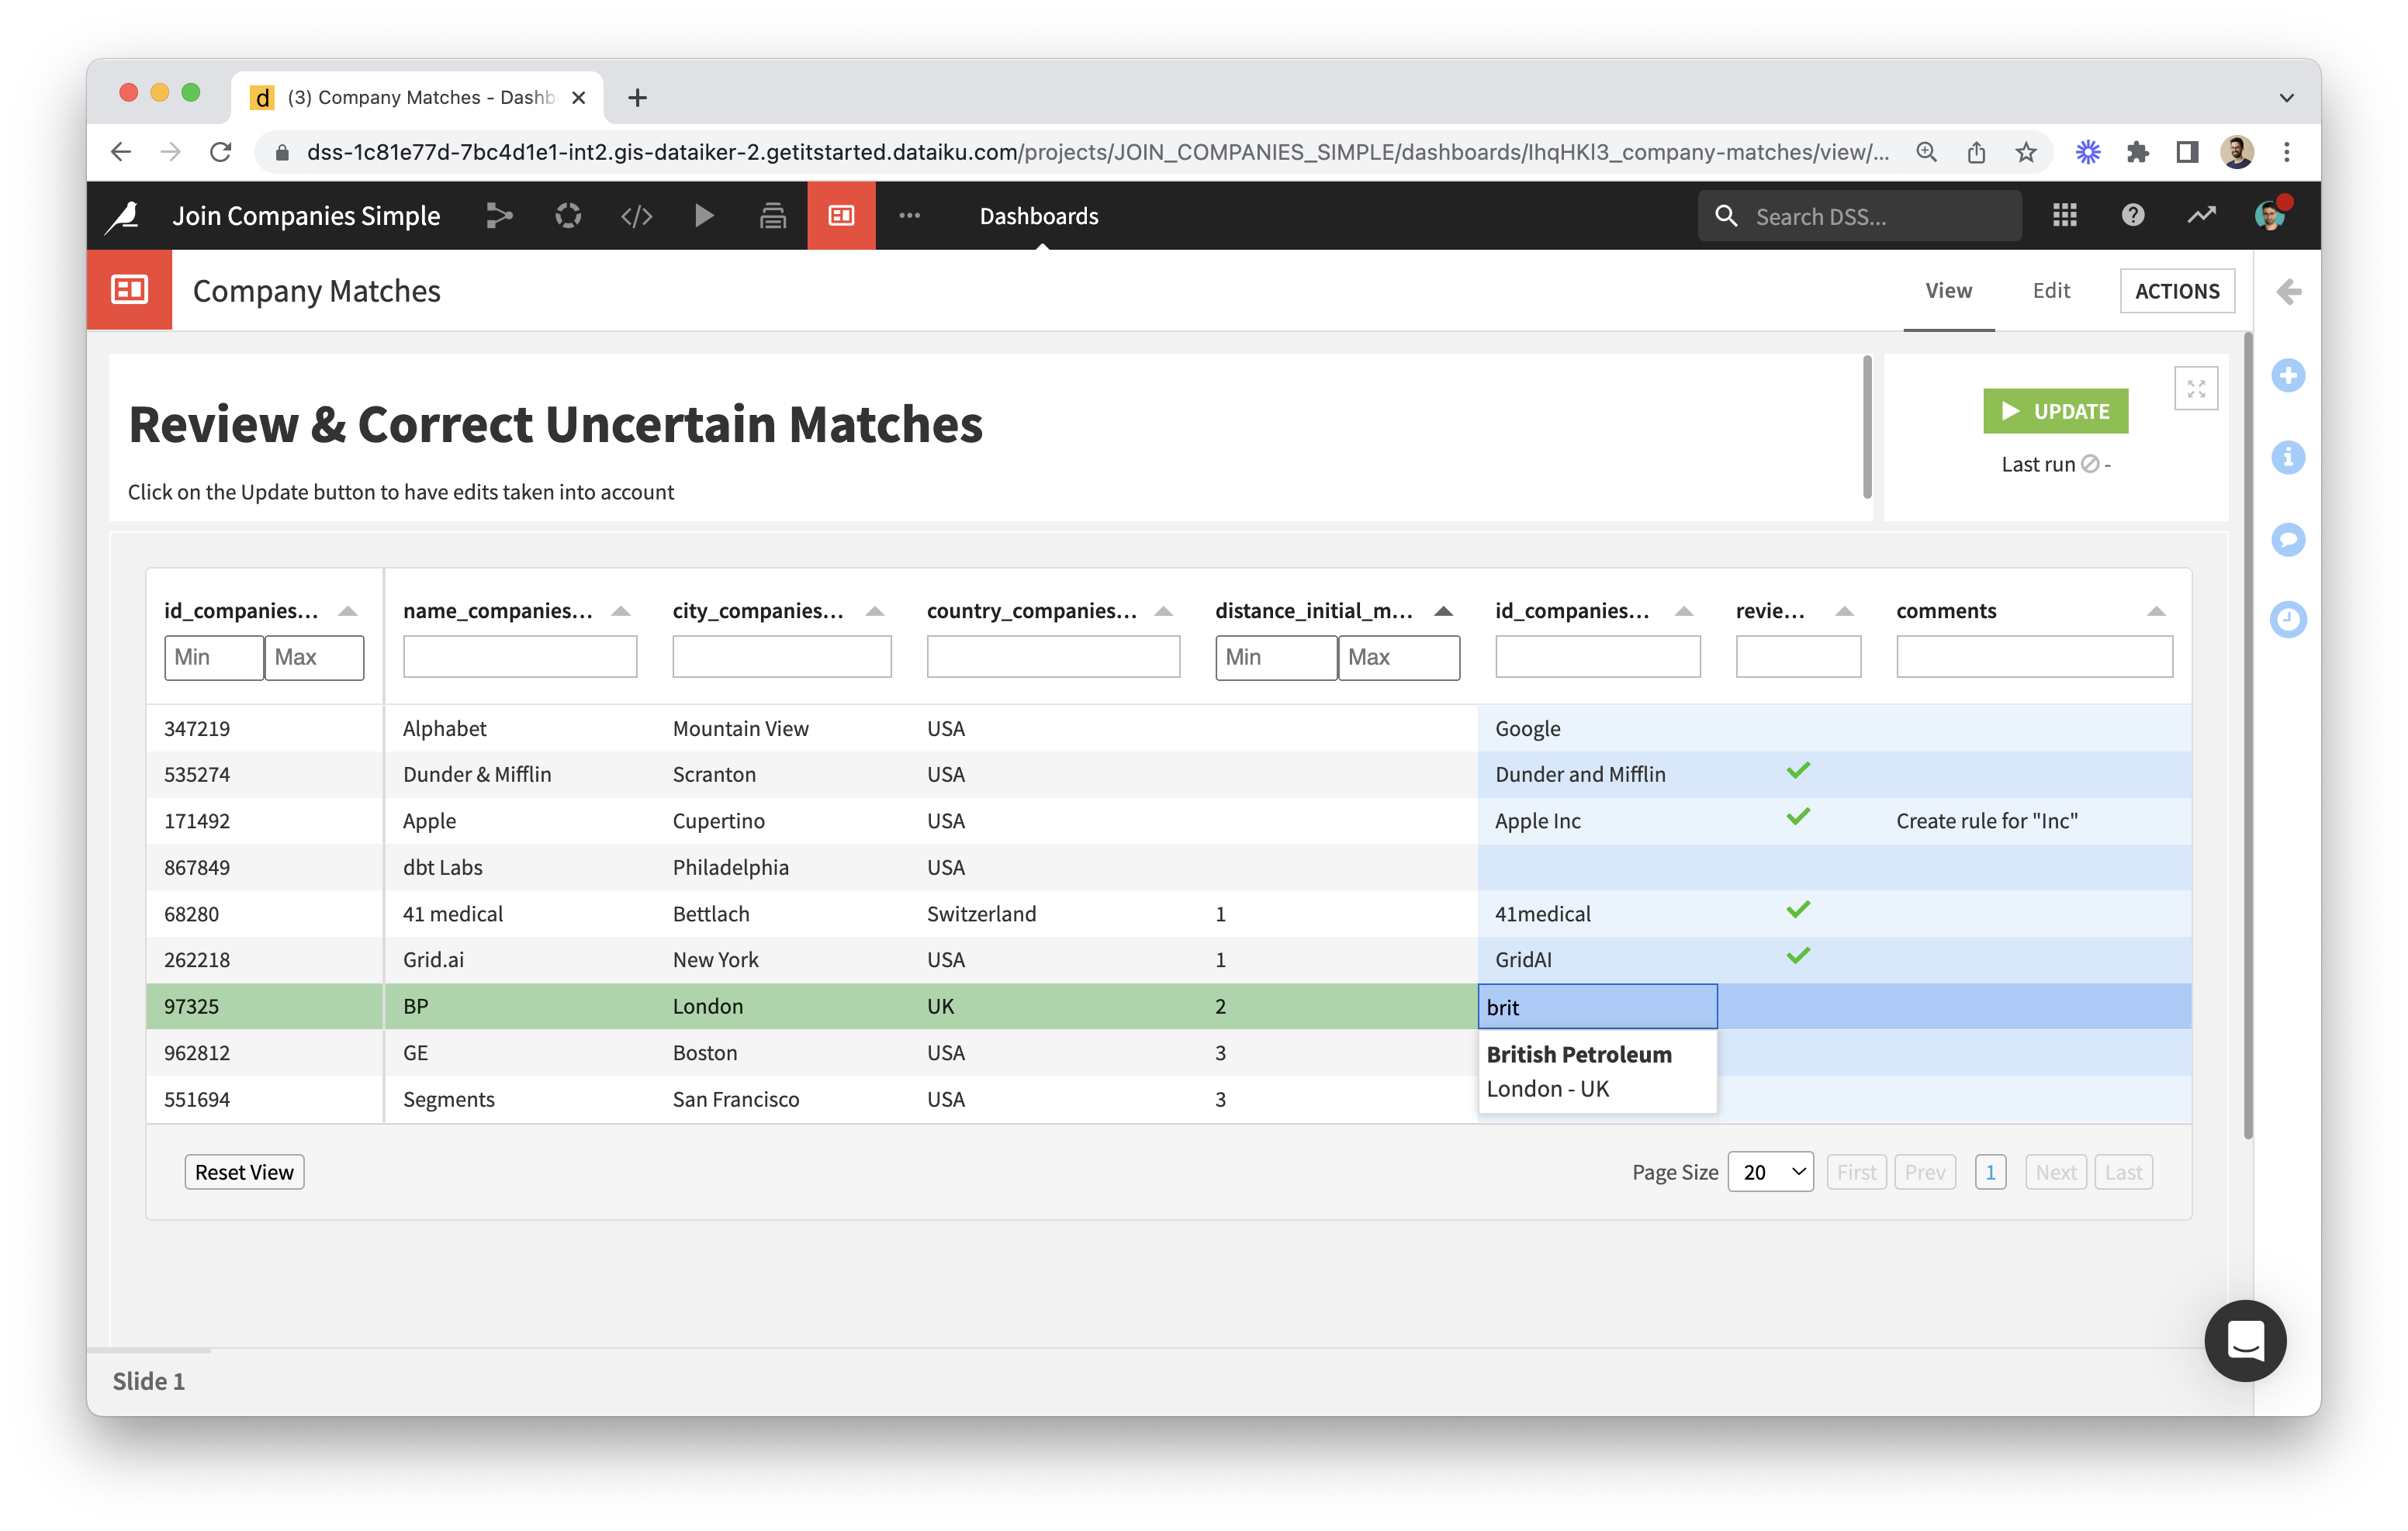 d (3) Company Matches - Dashb
dss-1c81e77d-7bc4d1e1-int2.gis-dataiker-2.getitstarted.dataiku.com/projects/JOIN_COMPANIES_SIMPLE/dashboards/lhqHKl3_company-matches/view/...
Join Companies Simple Dashboards Search DSS...
Company Matches View Edit ACTIONS
Review & Correct Uncertain Matches
UPDATE
Last run -
Click on the Update button to have edits taken into account
id_companies... name_companies... city_companies... country_companies... distance_initial_m... id_companies... revie... comments
Min Max Min Max
347219 Alphabet Mountain View USA Google
535274 Dunder & Mifflin Scranton USA Dunder and Mifflin
171492 Apple Cupertino USA Apple Inc Create rule for "Inc"
867849 dbt Labs Philadelphia USA
68280 41 medical Bettlach Switzerland 1 41medical
262218 Grid.ai New York USA 1 GridAI
97325 BP London UK 2 brit
962812 GE Boston USA 3 British Petroleum
London - UK
551694 Segments San Francisco USA 3
Reset View Page Size 20 First Prev 1 Next Last
Slide 1